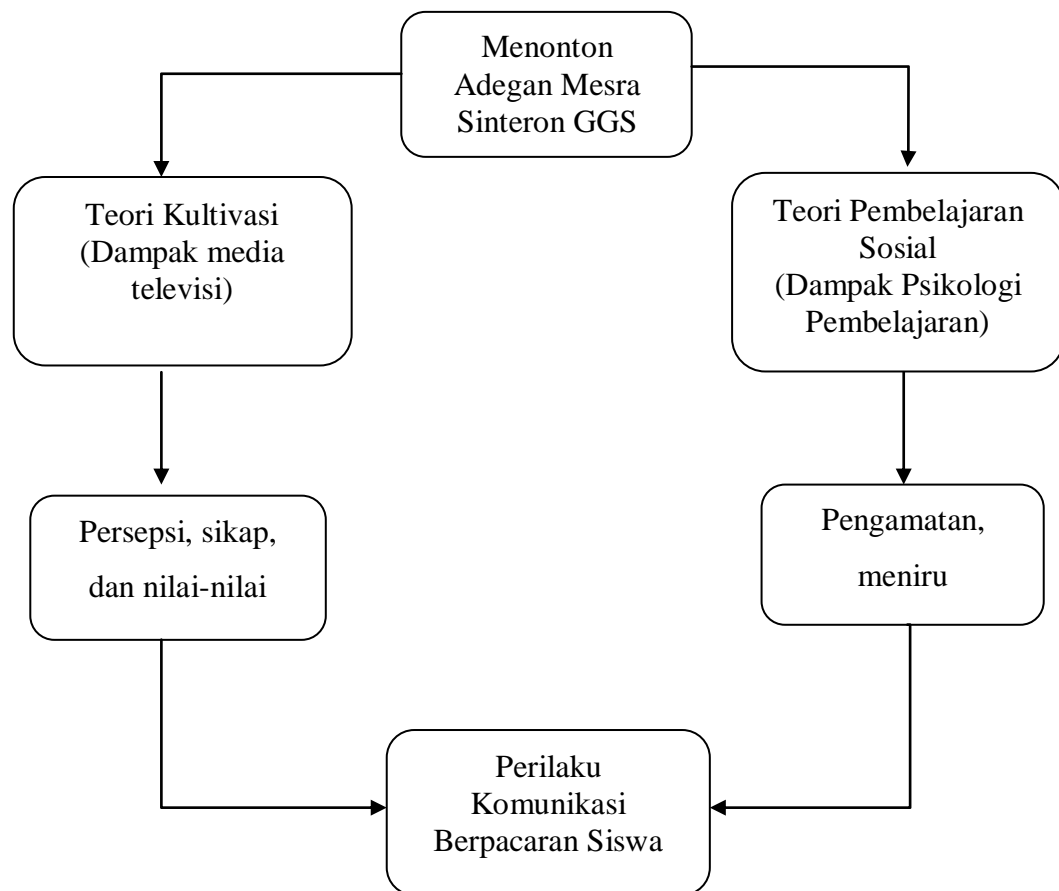 Menonton
Adegan Mesra
Sinteron GGS
Teori Kultivasi
(Dampak media
televisi)
Teori Pembelajaran
Sosial
(Dampak Psikologi
Pembelajaran)
Persepsi, sikap,
dan nilai-nilai
Pengamatan,
meniru
Perilaku
Komunikasi
Berpacaran Siswa